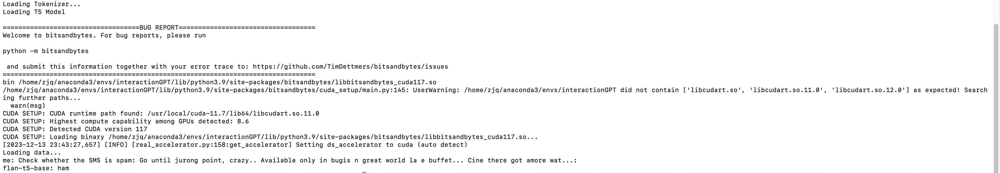 Loading Tokenizer...
Loading T5 Model
===================================BUG REPORT===================================
Welcome to bitsandbytes. For bug reports, please run
python -m bitsandbytes
and submit this information together with your error trace to: https://github.com/TimDettmers/bitsandbytes/issues
================================================================================
bin /home/zjq/anaconda3/envs/interactionGPT/lib/python3.9/site-packages/bitsandbytes/libbitsandbytes_cuda117.so
/home/zjq/anaconda3/envs/interactionGPT/lib/python3.9/site-packages/bitsandbytes/cuda_setup/main.py:145: UserWarning: /home/zjq/anaconda3/envs/interactionGPT did not contain ['libcudart.so', 'libcudart.so.11.0', 'libcudart.so.12.0'] as expected! Search
ing further paths...
warn(msg)
CUDA SETUP: CUDA runtime path found: /usr/local/cuda-11.7/lib64/libcudart.so.11.0
CUDA SETUP: Highest compute capability among GPUs detected: 8.6
CUDA SETUP: Detected CUDA version 117
CUDA SETUP: Loading binary /home/zjq/anaconda3/envs/interactionGPT/lib/python3.9/site-packages/bitsandbytes/libbitsandbytes_cuda117.so...
[2023-12-13 23:43:27,657] [INFO] [real_accelerator.py:158:get_accelerator] Setting ds_accelerator to cuda (auto detect)
Loading data...
me: Check whether the SMS is spam: Go until jurong point, crazy.. Available only in bugis n great world la e buffet... Cine there got amore wat...:
flan-t5-base: ham